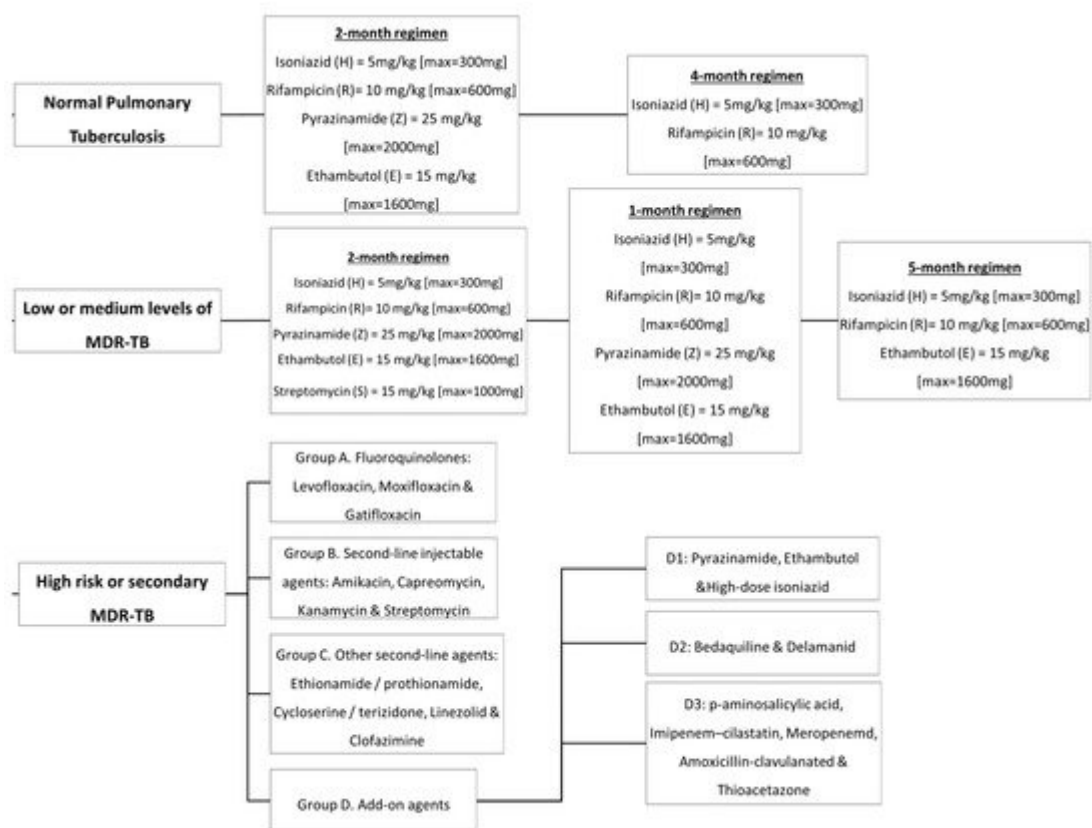 Normal Pulmonary
Tuberculosis
2-month regimen
Isoniazid (H) = 5mg/kg [max=300mg]
Rifampicin (R)= 10 mg/kg [max=600mg]
Pyrazinamide (Z) = 25 mg/kg
[max=2000mg]
Ethambutol (E) = 15 mg/kg
[max=1600mg]
4-month regimen
Isoniazid (H) = 5mg/kg [max=300mg]
Rifampicin (R)= 10 mg/kg
[max=600mg]
Low or medium levels of
MDR-TB
2-month regimen
Isoniazid (H) = 5mg/kg [max=300mg]
Rifampicin (R)= 10 mg/kg [max=600mg]
Pyrazinamide (Z) = 25 mg/kg [max=2000mg]
Ethambutol (E) = 15 mg/kg [max=1600mg]
Streptomycin (S) = 15 mg/kg [max=1000mg]
1-month regimen
Isoniazid (H) = 5mg/kg
[max=300mg]
Rifampicin (R)= 10 mg/kg
[max=600mg]
Pyrazinamide (Z) = 25 mg/kg
[max=2000mg]
Ethambutol (E) = 15 mg/kg
[max=1600mg]
5-month regimen
Isoniazid (H) = 5mg/kg [max=300mg]
Rifampicin (R)= 10 mg/kg [max=600mg]
Ethambutol (E) = 15 mg/kg
[max=1600mg]
High risk or secondary
MDR-TB
Group A. Fluoroquinolones:
Levofloxacin, Moxifloxacin &
Gatifloxacin
Group B. Second-line injectable
agents: Amikacin, Capreomycin,
Kanamycin & Streptomycin
Group C. Other second-line agents:
Ethionamide / prothionamide,
Cycloserine / terizidone, Linezolid &
Clofazimine
Group D. Add-on agents
D1: Pyrazinamide, Ethambutol
&High-dose isoniazid
D2: Bedaquiline & Delamanid
D3: p-aminosalicylic acid,
Imipenem–cilastatin, Meropenemd,
Amoxicillin-clavulanated &
Thioacetazone